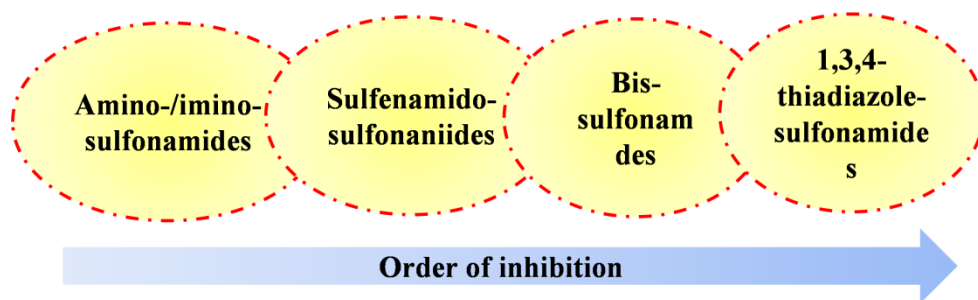 Amino-/imino-
sulfonamides
Sulfenamido-
sulfonaniides
Bis-
sulfonam
des
1,3,4-
thiadiazole-
sulfonamide
s
Order of inhibition